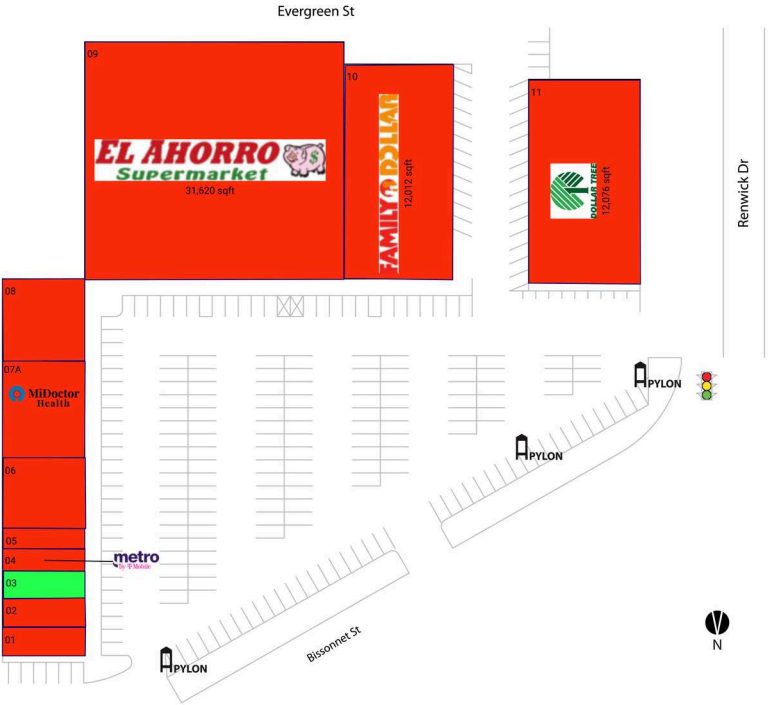 Evergreen St
09
EL AHORRO
Supermarket
$
31,620 sqft
10
FAMILY DOLLAR
12,012 sqft
11
DOLLAR TREE
12,076 sqft
Renwick Dr
08
07A
MiDoctor
Health
06
05
04
metro
by T Mobile
03
02
01
PYLON
PYLON
PYLON
Bissonnet St
N